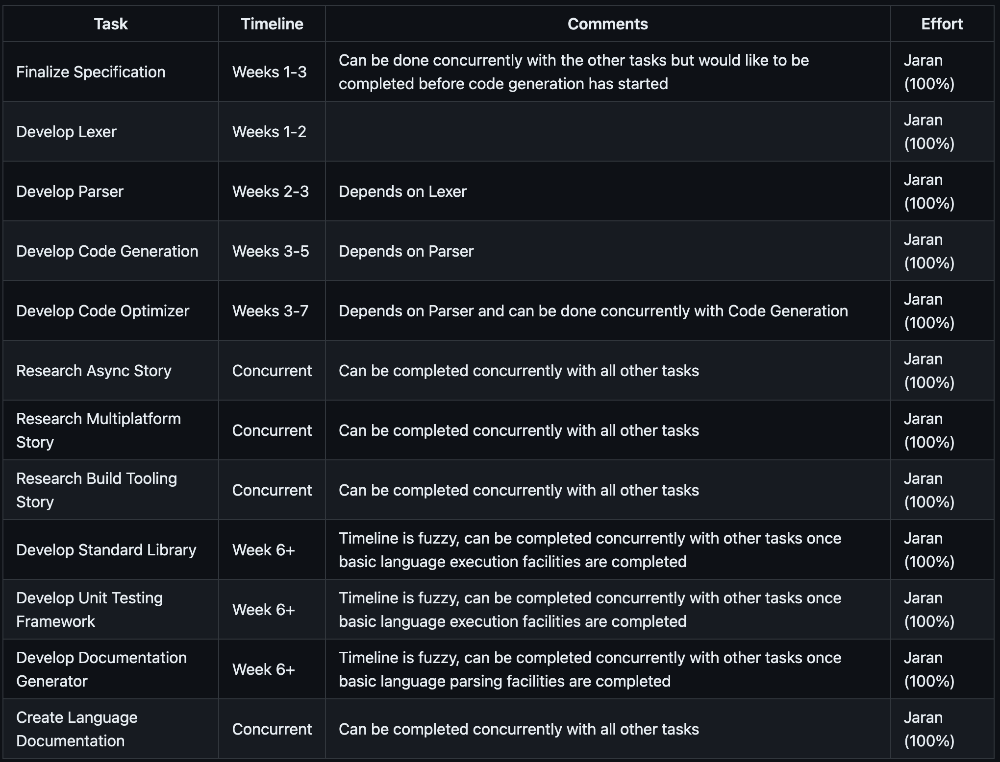 Task
Timeline
Comments
Effort
Finalize Specification
Weeks 1-3
Can be done concurrently with the other tasks but would like to be
completed before code generation has started
Jaran
(100%)
Develop Lexer
Weeks 1-2
Jaran
(100%)
Develop Parser
Weeks 2-3
Depends on Lexer
Jaran
(100%)
Develop Code Generation
Weeks 3-5
Depends on Parser
Jaran
(100%)
Develop Code Optimizer
Weeks 3-7
Depends on Parser and can be done concurrently with Code Generation
Jaran
(100%)
Research Async Story
Concurrent
Can be completed concurrently with all other tasks
Jaran
(100%)
Research Multiplatform
Story
Concurrent
Can be completed concurrently with all other tasks
Jaran
(100%)
Research Build Tooling
Story
Concurrent
Can be completed concurrently with all other tasks
Jaran
(100%)
Develop Standard Library
Week 6+
Timeline is fuzzy, can be completed concurrently with other tasks once
basic language execution facilities are completed
Jaran
(100%)
Develop Unit Testing
Framework
Week 6+
Timeline is fuzzy, can be completed concurrently with other tasks once
basic language execution facilities are completed
Jaran
(100%)
Develop Documentation
Generator
Week 6+
Timeline is fuzzy, can be completed concurrently with other tasks once
basic language parsing facilities are completed
Jaran
(100%)
Create Language
Documentation
Concurrent
Can be completed concurrently with all other tasks
Jaran
(100%)